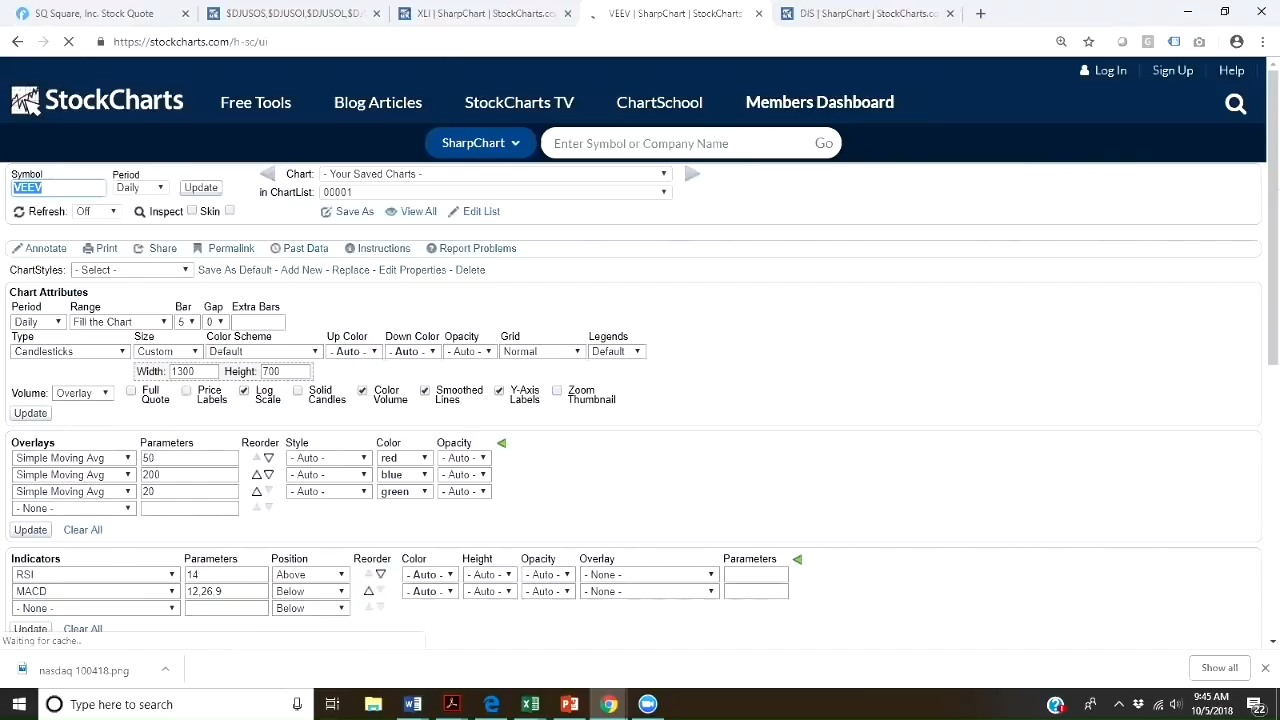 SQ Square, Inc. Stock Quote
$DJUSOS,$DJUSOI,$DJUSOL,$DJ
XLI | SharpChart | StockCharts.co
VEEV | SharpChart | StockCharts
DIS | SharpChart | StockCharts.co
https://stockcharts.com/h-sc/ui
Log In
Sign Up
Help
StockCharts
Free Tools
Blog Articles
StockCharts TV
ChartSchool
Members Dashboard
SharpChart
Enter Symbol or Company Name
Go
Symbol
Period
Chart:
- Your Saved Charts -
VEEV
Daily
Update
in ChartList:
00001
Refresh:
Off
Inspect
Skin
Save As
View All
Edit List
Annotate
Print
Share
Permalink
Past Data
Instructions
Report Problems
ChartStyles:
- Select -
Save As Default - Add New - Replace - Edit Properties - Delete
Chart Attributes
Period
Range
Bar
Gap
Extra Bars
Daily
Fill the Chart
5
0
Type
Size
Color Scheme
Up Color
Down Color
Opacity
Grid
Legends
Candlesticks
Custom
Default
- Auto -
- Auto -
- Auto -
Normal
Default
Width:
1300
Height:
700
Volume:
Overlay
Full Quote
Price Labels
Log Scale
Solid Candles
Color Volume
Smoothed Lines
Y-Axis Labels
Zoom Thumbnail
Update
Overlays
Parameters
Reorder
Style
Color
Opacity
Simple Moving Avg
50
- Auto -
red
- Auto -
Simple Moving Avg
200
- Auto -
blue
- Auto -
Simple Moving Avg
20
- Auto -
green
- Auto -
- None -
Update
Clear All
Indicators
Parameters
Position
Reorder
Color
Height
Opacity
Overlay
Parameters
RSI
14
Above
- Auto -
- Auto -
- Auto -
- None -
MACD
12,26,9
Below
- Auto -
- Auto -
- Auto -
- None -
- None -
Below
Update
Clear All
Waiting for cache...
nasdaq 100418.png
Show all
Type here to search
9:45 AM
10/5/2018
22